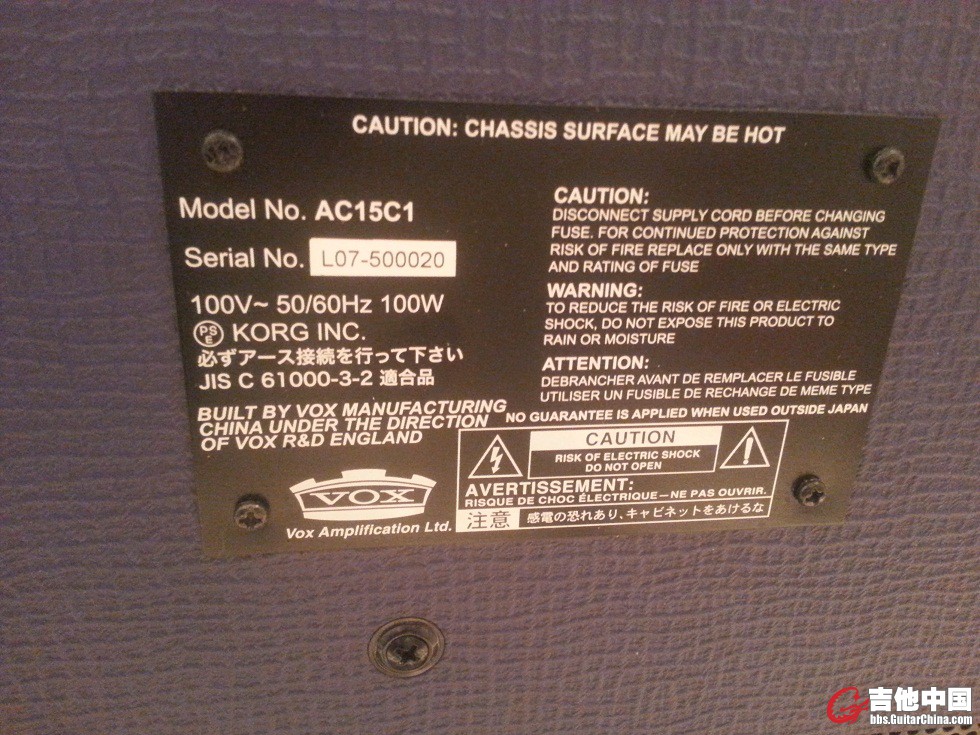 CAUTION: CHASSIS SURFACE MAY BE HOT
Model No. AC15C1
Serial No. L07-500020
100V~ 50/60Hz 100W
PSE KORG INC.
必ずアース接続を行って下さい
JIS C 61000-3-2 適合品
BUILT BY VOX MANUFACTURING
CHINA UNDER THE DIRECTION
OF VOX R&D ENGLAND
VOX
Vox Amplification Ltd.
CAUTION:
DISCONNECT SUPPLY CORD BEFORE CHANGING
FUSE. FOR CONTINUED PROTECTION AGAINST
RISK OF FIRE REPLACE ONLY WITH THE SAME TYPE
AND RATING OF FUSE
WARNING:
TO REDUCE THE RISK OF FIRE OR ELECTRIC
SHOCK, DO NOT EXPOSE THIS PRODUCT TO
RAIN OR MOISTURE
ATTENTION:
DEBRANCHER AVANT DE REMPLACER LE FUSIBLE
UTILISER UN FUSIBLE DE RECHANGE DE MEME TYPE
NO GUARANTEE IS APPLIED WHEN USED OUTSIDE JAPAN
CAUTION
RISK OF ELECTRIC SHOCK
DO NOT OPEN
AVERTISSEMENT:
RISQUE DE CHOC ÉLECTRIQUE—NE PAS OUVRIR.
注意 感電の恐れあり、キャビネットをあけるな
吉他中国
bbs.GuitarChina.com